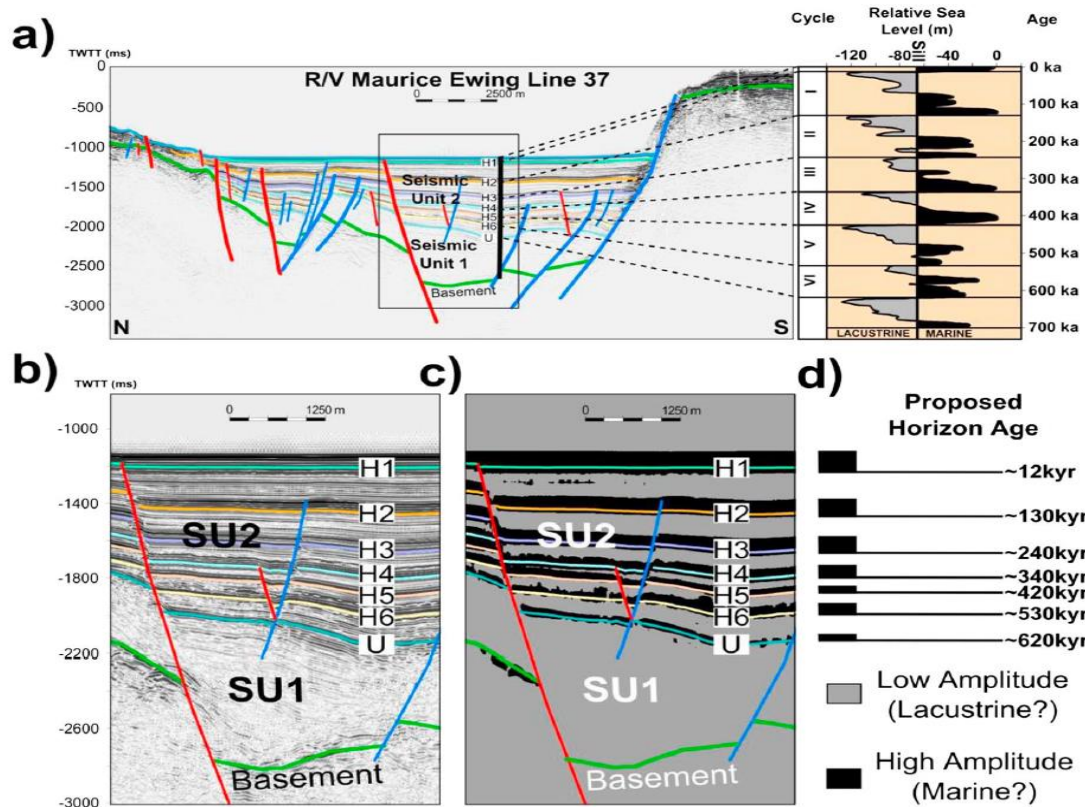 a)
TWTT (ms)
0
-500
-1000
-1500
-2000
-2500
-3000
R/V Maurice Ewing Line 37
0 2500 m
H1
H2
H3
H4
H5
H6
U
Seismic
Unit 2
Seismic
Unit 1
Basement
N
S
Cycle
Relative Sea
Level (m)
Age
-120 -80 Sill -40 0
I
II
III
IV
V
VI
0 ka
100 ka
200 ka
300 ka
400 ka
500 ka
600 ka
700 ka
LACUSTRINE MARINE
b)
TWTT (ms)
-1000
-1400
-1800
-2200
-2600
-3000
0 1250 m
H1
H2
SU2
H3
H4
H5
H6
U
SU1
Basement
c)
0 1250 m
H1
H2
SU2
H3
H4
H5
H6
U
SU1
Basement
d)
Proposed
Horizon Age
~12kyr
~130kyr
~240kyr
~340kyr
~420kyr
~530kyr
~620kyr
Low Amplitude
(Lacustrine?)
High Amplitude
(Marine?)